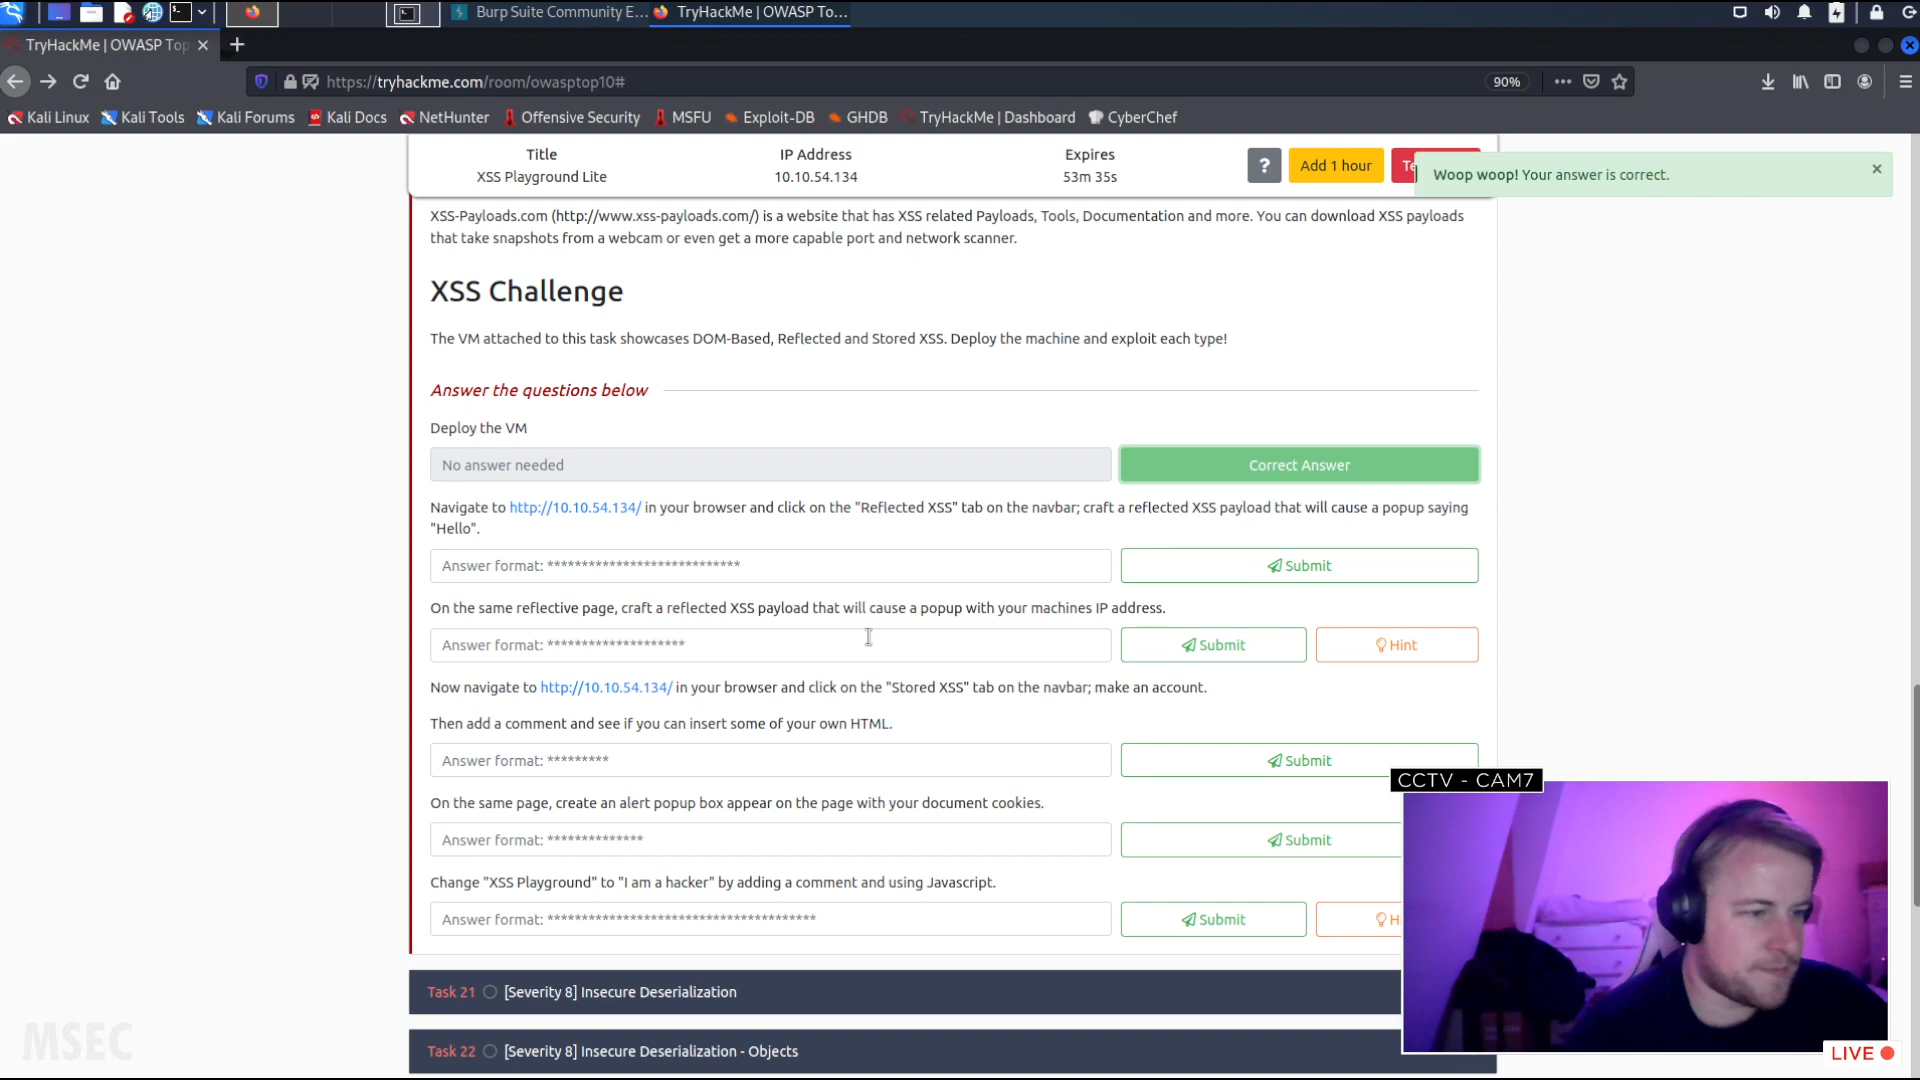 Burp Suite Community E...
TryHackMe | OWASP To...
TryHackMe | OWASP Top
https://tryhackme.com/room/owasptop10#
90%
Kali Linux
Kali Tools
Kali Forums
Kali Docs
NetHunter
Offensive Security
MSFU
Exploit-DB
GHDB
TryHackMe | Dashboard
CyberChef
Title
XSS Playground Lite
IP Address
10.10.54.134
Expires
53m 35s
?
Add 1 hour
Te
Woop woop! Your answer is correct.
XSS-Payloads.com (http://www.xss-payloads.com/) is a website that has XSS related Payloads, Tools, Documentation and more. You can download XSS payloads
that take snapshots from a webcam or even get a more capable port and network scanner.
XSS Challenge
The VM attached to this task showcases DOM-Based, Reflected and Stored XSS. Deploy the machine and exploit each type!
Answer the questions below
Deploy the VM
No answer needed
Correct Answer
Navigate to http://10.10.54.134/ in your browser and click on the "Reflected XSS" tab on the navbar; craft a reflected XSS payload that will cause a popup saying
"Hello".
Answer format: ****************************
Submit
On the same reflective page, craft a reflected XSS payload that will cause a popup with your machines IP address.
Answer format: ********************
Submit
Hint
Now navigate to http://10.10.54.134/ in your browser and click on the "Stored XSS" tab on the navbar; make an account.
Then add a comment and see if you can insert some of your own HTML.
Answer format: *********
Submit
On the same page, create an alert popup box appear on the page with your document cookies.
Answer format: **************
Submit
Change "XSS Playground" to "I am a hacker" by adding a comment and using Javascript.
Answer format: ***************************************
Submit
H
CCTV - CAM7
Task 21 [Severity 8] Insecure Deserialization
Task 22 [Severity 8] Insecure Deserialization - Objects
MSEC
LIVE